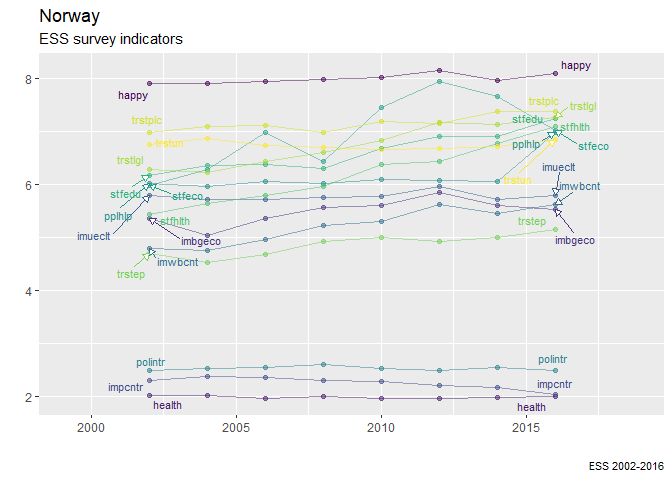 Norway
ESS survey indicators
8
6
4
2
happy
happy
trstplc
trstplc
trstlgl
trstun
stfedu
stfhlth
pplhlp
stfeco
trstlgl
imueclt
trstun
imwbcnt
stfedu
stfeco
pplhlp
stfhlth
trstep
imueclt
imbgeco
imbgeco
imwbcnt
trstep
polintr
polintr
impcntr
impcntr
health
health
2000
2005
2010
2015
ESS 2002-2016